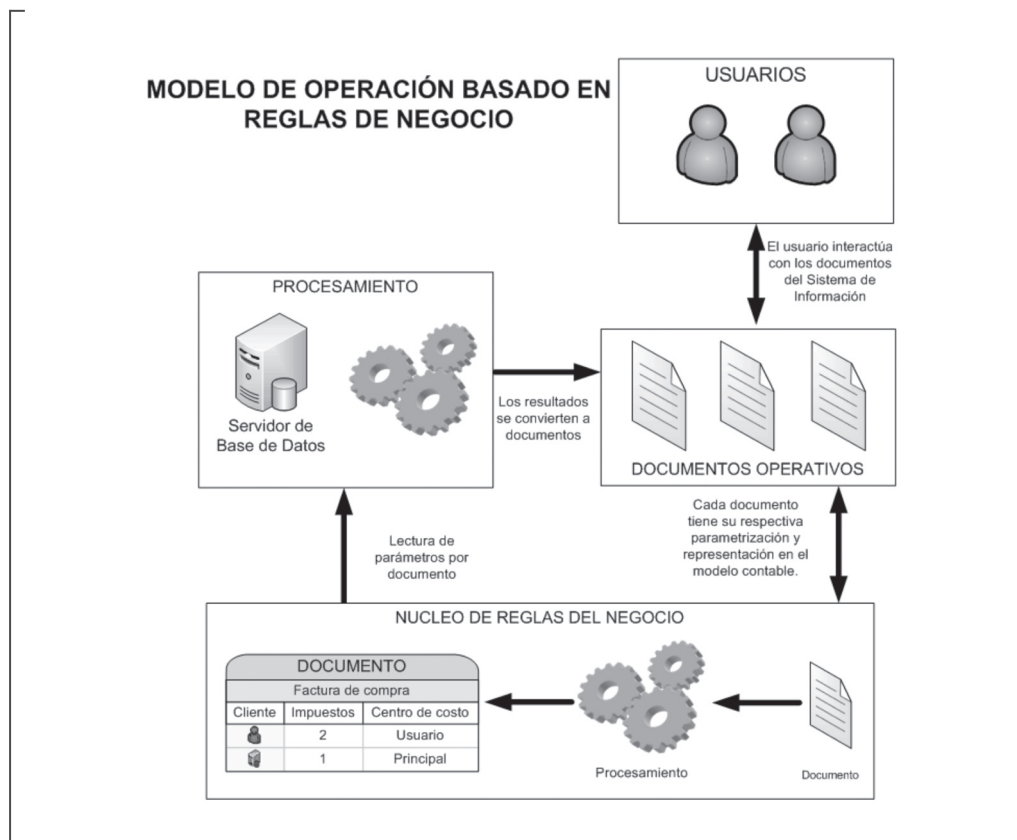 MODELO DE OPERACIÓN BASADO EN
REGLAS DE NEGOCIO
USUARIOS
El usuario interactúa
con los documentos
del Sistema de
Información
PROCESAMIENTO
Servidor de
Base de Datos
Los resultados
se convierten a
documentos
DOCUMENTOS OPERATIVOS
Cada documento
tiene su respectiva
parametrización y
representación en el
modelo contable.
Lectura de
parámetros por
documento
NUCLEO DE REGLAS DEL NEGOCIO
DOCUMENTO
Factura de compra
Cliente Impuestos Centro de costo
2 Usuario
1 Principal
Procesamiento
Documento